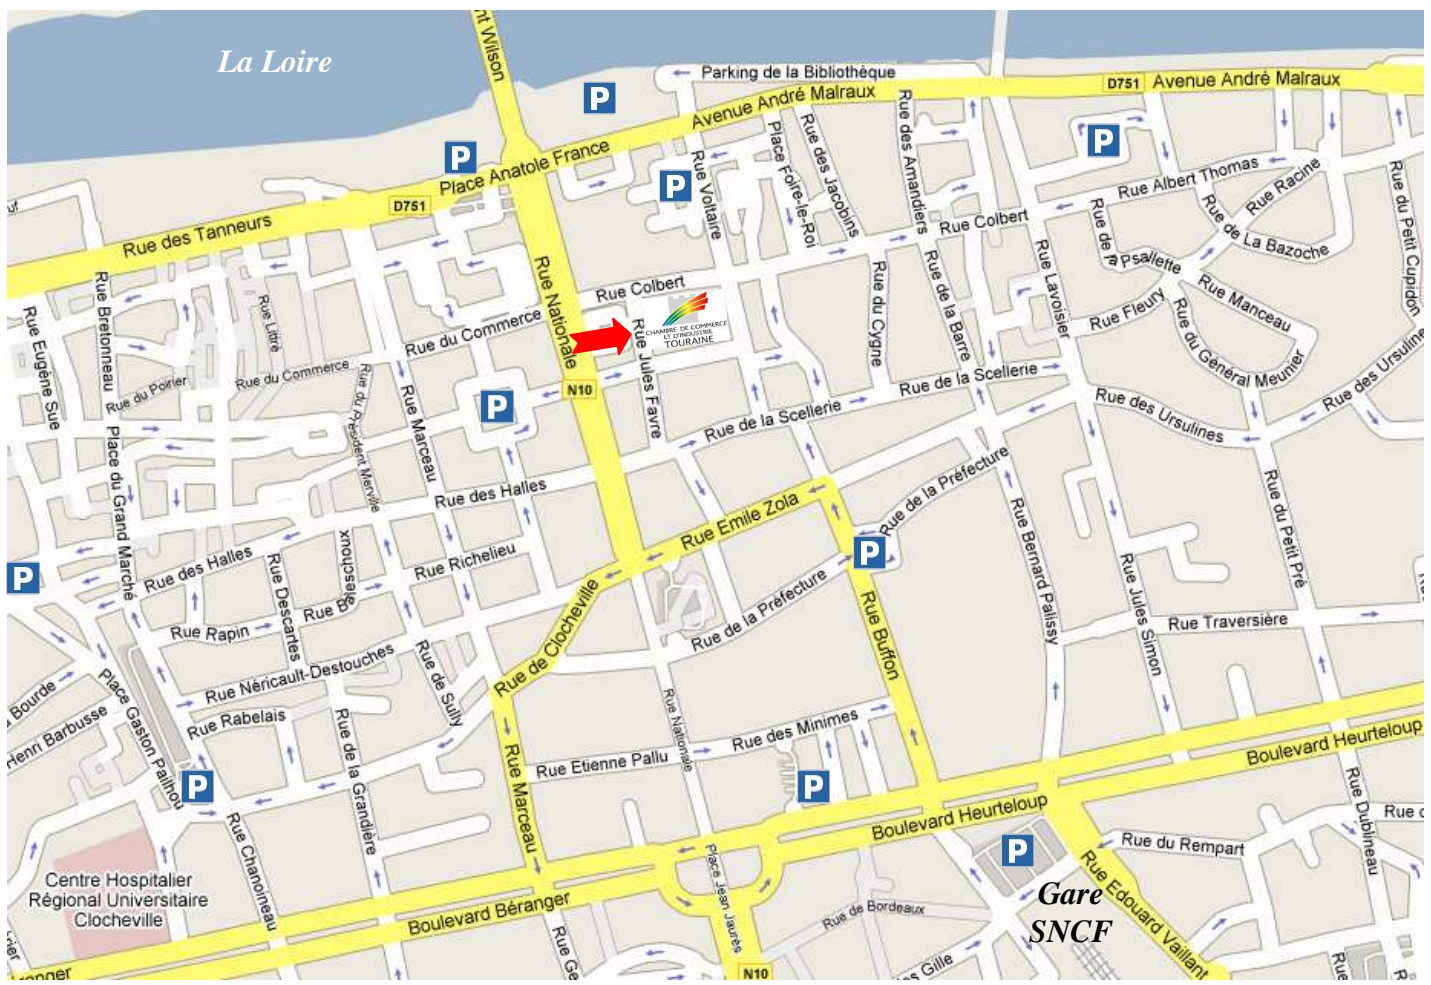 nt Wilson
La Loire
Parking de la Bibliothèque
D751
Avenue André Malraux
Avenue André Malraux
P
P
P
P
Place Anatole France
D751
Rue des Tanneurs
Rue Voltaire
Place Foire-le-Roi
Rue des Jacobins
Rue des Amandiers
Rue Colbert
Rue Albert Thomas
Rue Racine
Rue de La Bazoche
Rue de la Psallette
Rue du Petit Cupidon
Rue Manceau
Rue Fleury
Rue du Général Meunier
Rue Lavoisier
Rue de la Barre
Rue du Cygne
Rue Colbert
Rue Nationale
CHAMBRE DE COMMERCE
ET D'INDUSTRIE
TOURAINE
Rue Jules Favre
Rue du Commerce
Rue du Commerce
Rue Littré
Rue Bretonneau
Rue Eugène Sue
Rue du Poirier
Rue du Président Merville
Rue Marceau
P
N10
Rue de la Scellerie
Rue de la Scellerie
Rue des Ursulines
Rue des Ursuline
Place du Grand Marché
Rue des Halles
Rue des Halles
Rue Emile Zola
Rue de la Préfecture
Rue de la Préfecture
P
P
Rue Richelieu
Rue Descartes
Rue B
aschoux
Rue Rapin
Rue de Clocheville
Rue Buffon
Rue Bernard Palissy
Rue Jules Simon
Rue du Petit Pré
Rue Traversière
Rue Néricault-Destouches
Rue de Sully
Rue Rabelais
Place Gaston Pailhou
Bourde
Henri Barbusse
Rue de la Grandière
Rue Nationale
Rue des Minimes
Rue Etienne Pallu
Rue Marceau
P
P
Boulevard Heurteloup
Boulevard Heurteloup
Rue Dublineau
Rue du Rempart
Rue Chanoineau
Centre Hospitalier
Régional Universitaire
Clocheville
P
Gare
SNCF
Rue Edouard Vaillant
Place Jean Jaurès
Rue de Bordeaux
Boulevard Béranger
anger
Rue Ge
es Gille
N10
Rue